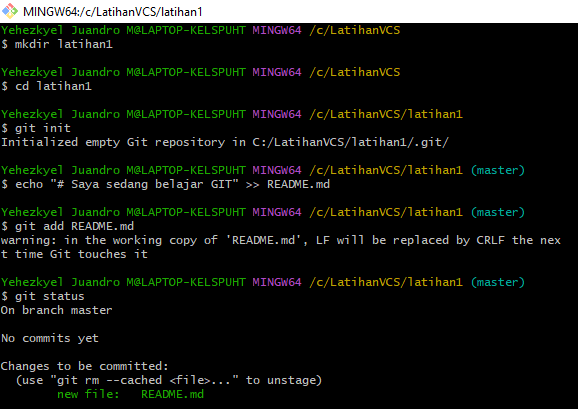 MINGW64:/c/LatihanVCS/latihan1
Yehezkyel Juandro M@LAPTOP-KELSPUHT MINGW64 /c/LatihanVCS
$ mkdir latihan1
Yehezkyel Juandro M@LAPTOP-KELSPUHT MINGW64 /c/LatihanVCS
$ cd latihan1
Yehezkyel Juandro M@LAPTOP-KELSPUHT MINGW64 /c/LatihanVCS/latihan1
$ git init
Initialized empty Git repository in C:/LatihanVCS/latihan1/.git/
Yehezkyel Juandro M@LAPTOP-KELSPUHT MINGW64 /c/LatihanVCS/latihan1 (master)
$ echo "# Saya sedang belajar GIT" >> README.md
Yehezkyel Juandro M@LAPTOP-KELSPUHT MINGW64 /c/LatihanVCS/latihan1 (master)
$ git add README.md
warning: in the working copy of 'README.md', LF will be replaced by CRLF the nex
t time Git touches it
Yehezkyel Juandro M@LAPTOP-KELSPUHT MINGW64 /c/LatihanVCS/latihan1 (master)
$ git status
On branch master
No commits yet
Changes to be committed:
  (use "git rm --cached <file>..." to unstage)
        new file:   README.md